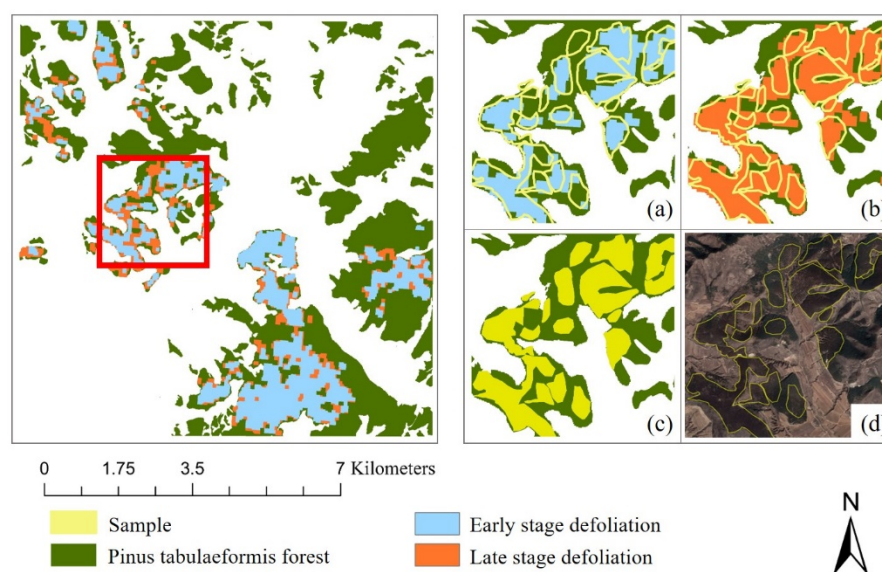 (a)
(b)
(c)
(d)
0 1.75 3.5 7 Kilometers
N
Sample
Early stage defoliation
Pinus tabulaeformis forest
Late stage defoliation